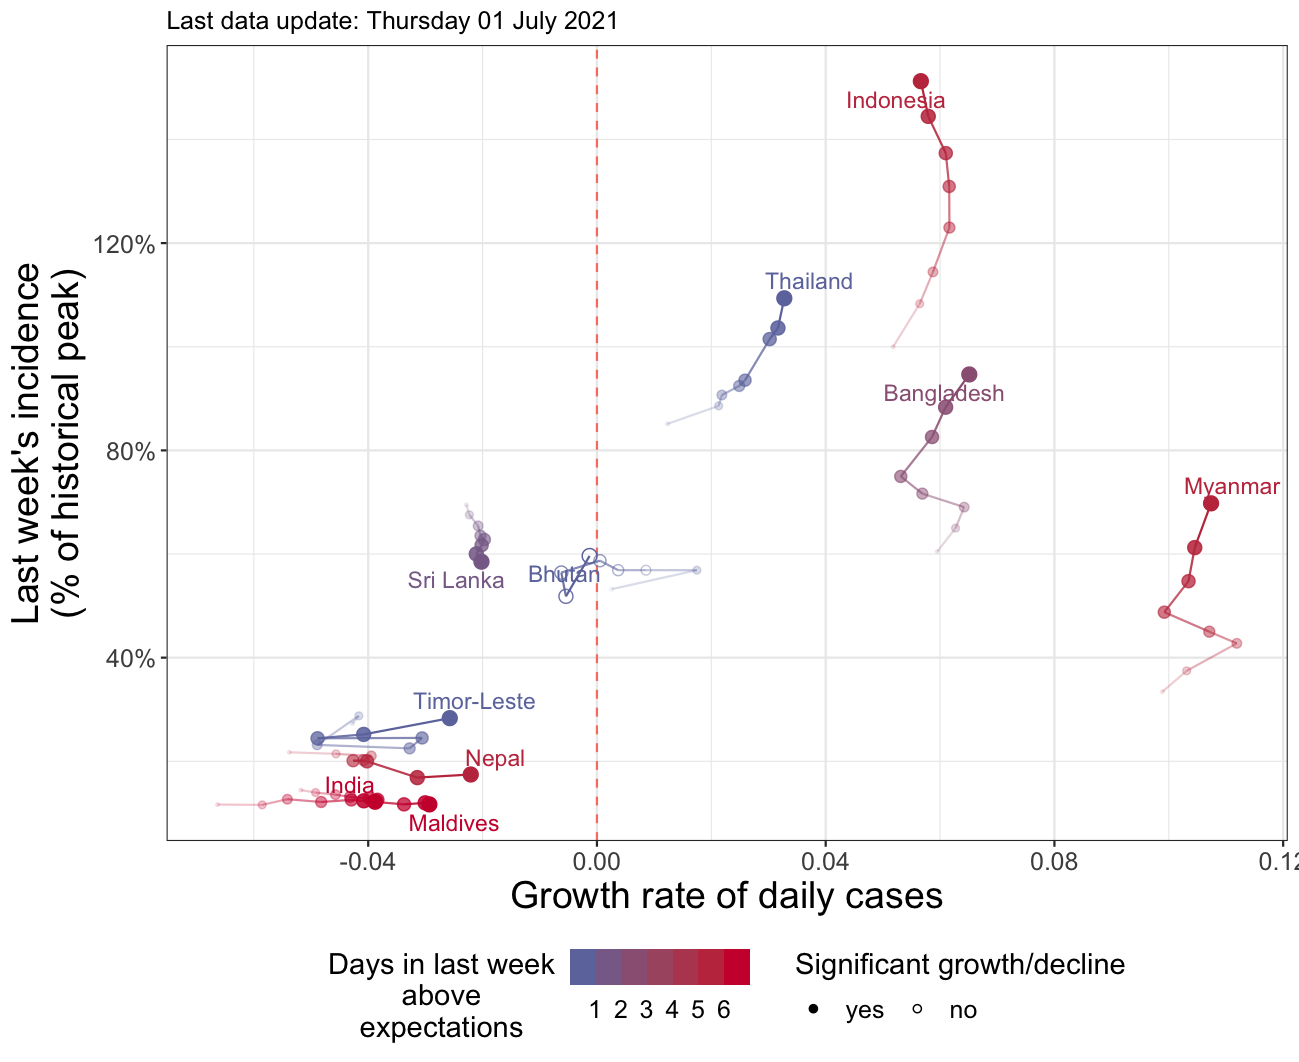 Last data update: Thursday 01 July 2021
Last week's incidence
(% of historical peak)
120%
80%
40%
Indonesia
Thailand
Bangladesh
Myanmar
Sri Lanka
Bhutan
Timor-Leste
Nepal
India
Maldives
-0.04
0.00
0.04
0.08
0.12
Growth rate of daily cases
Days in last week
above
expectations
1 2 3 4 5 6
Significant growth/decline
yes
no